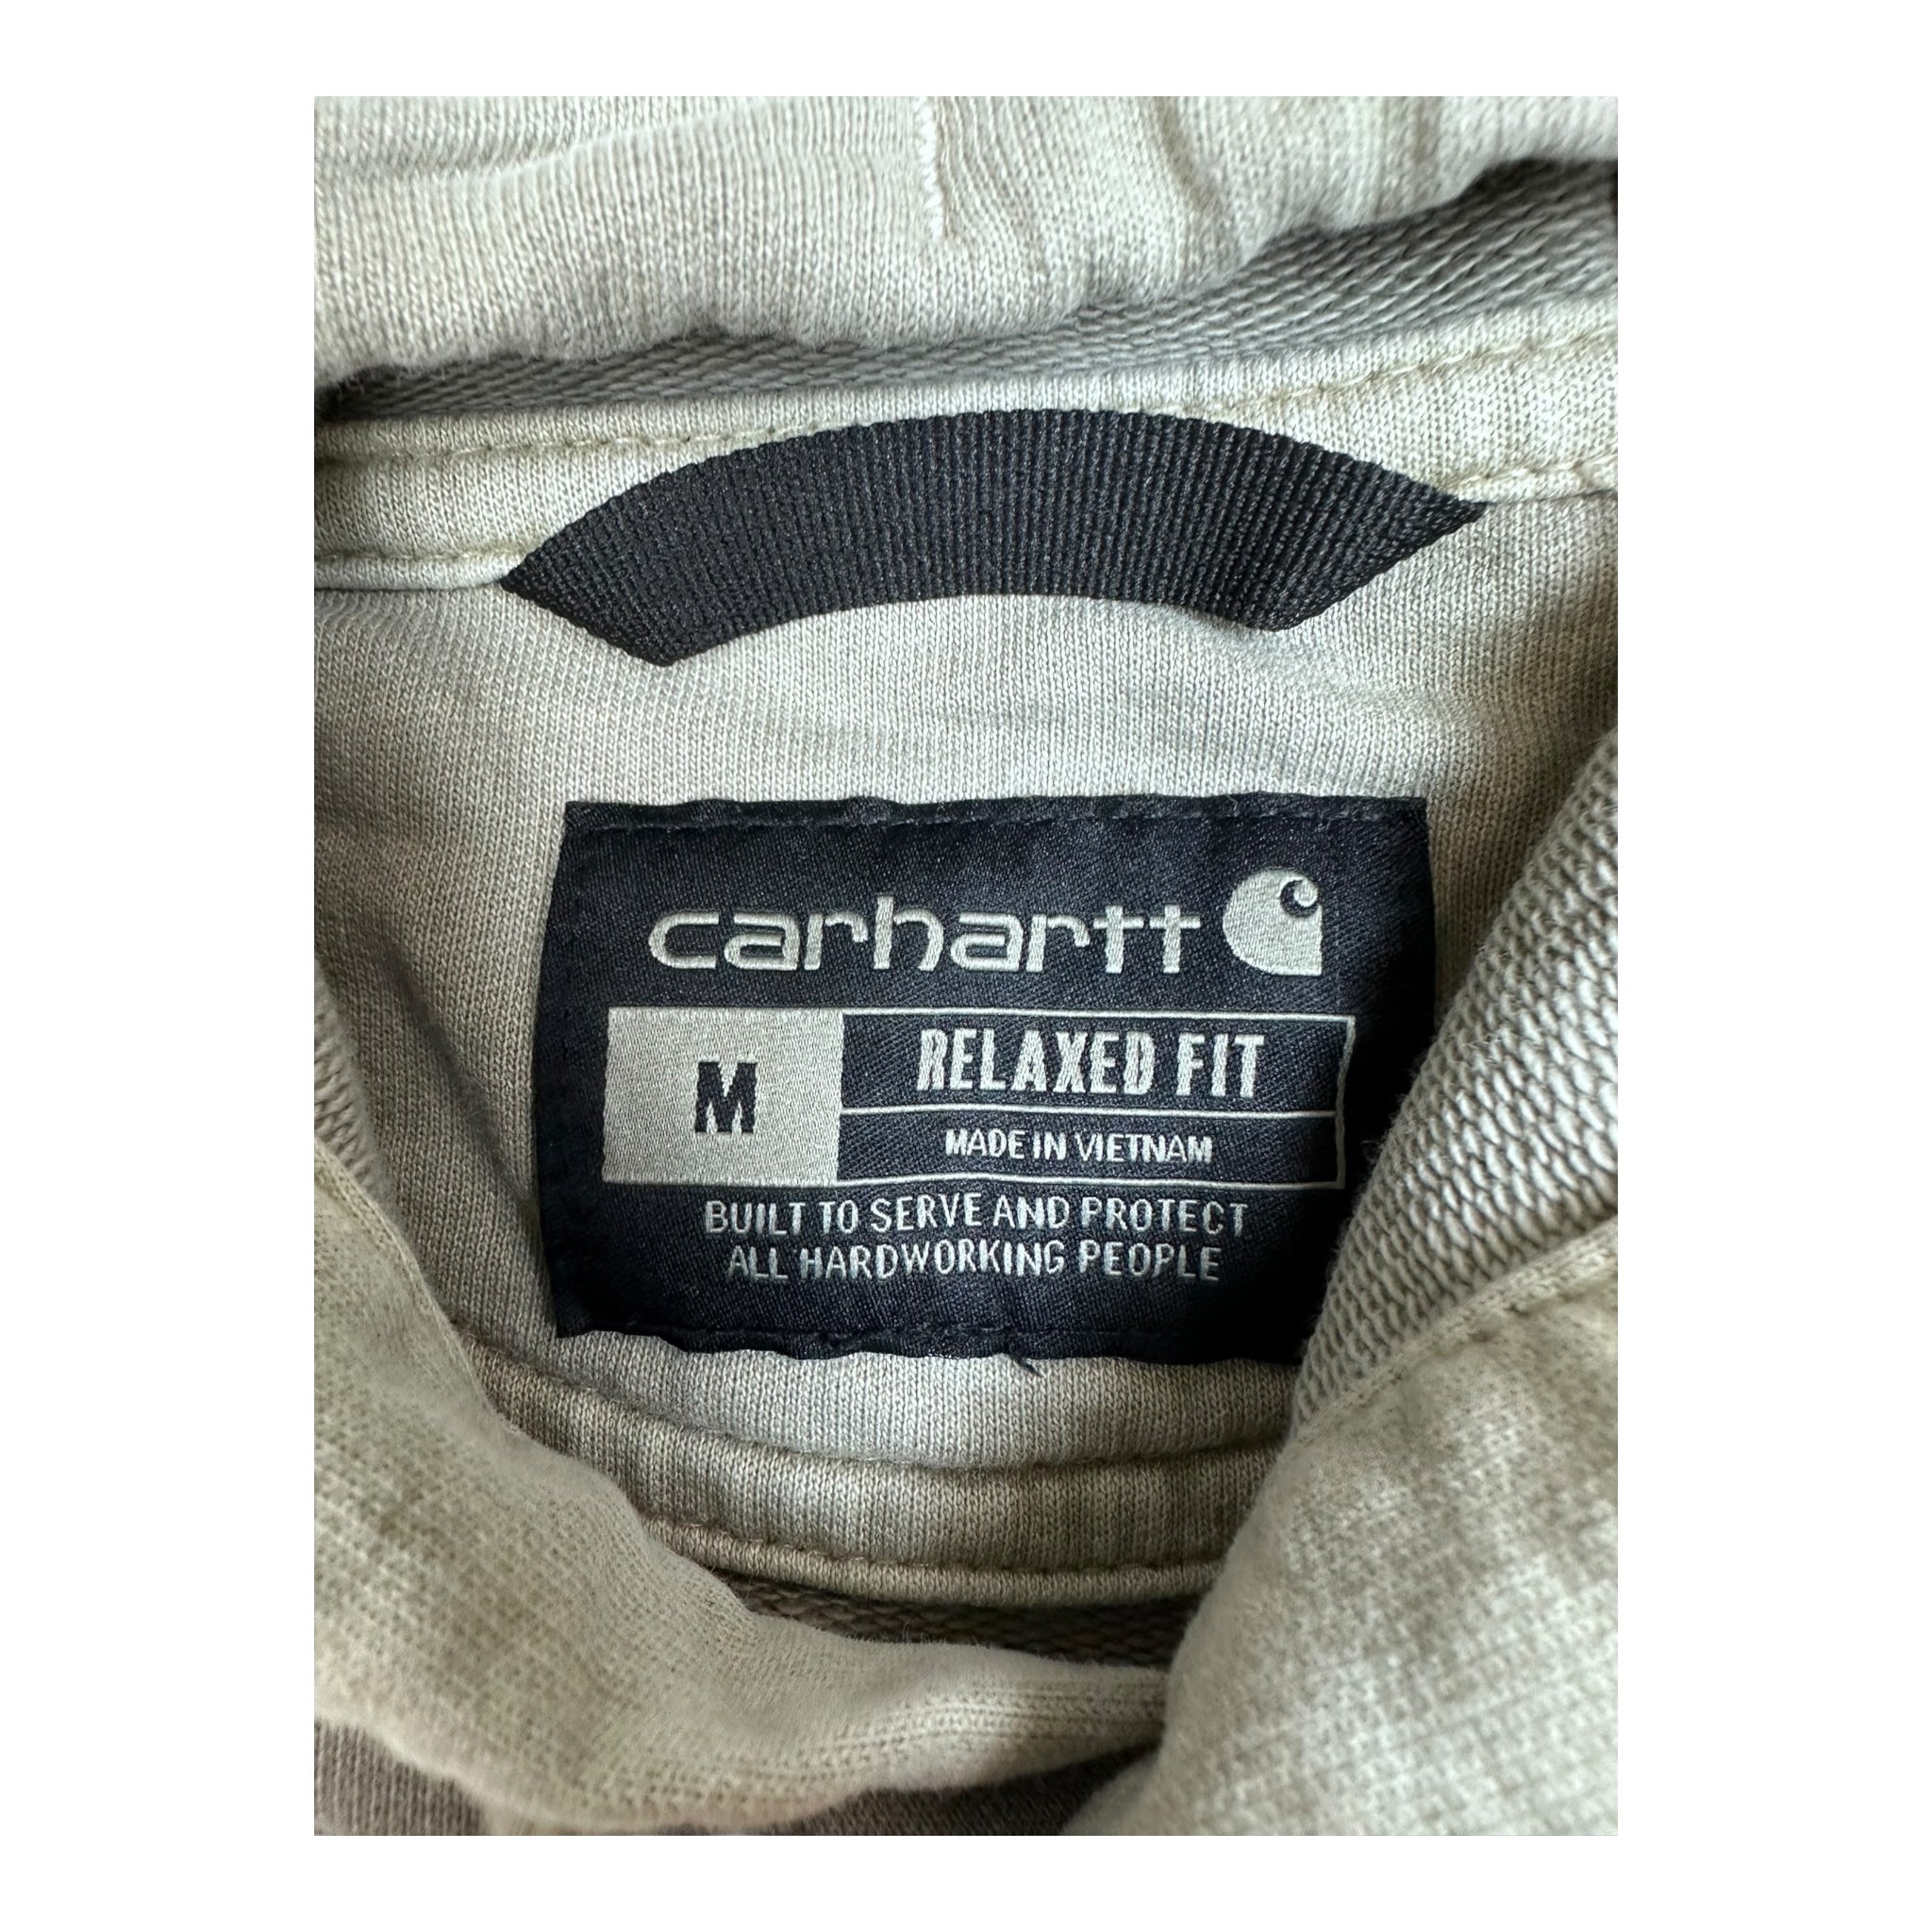 carhartt
M
RELAXED FIT
MADE IN VIETNAM
BUILT TO SERVE AND PROTECT
ALL HARDWORKING PEOPLE